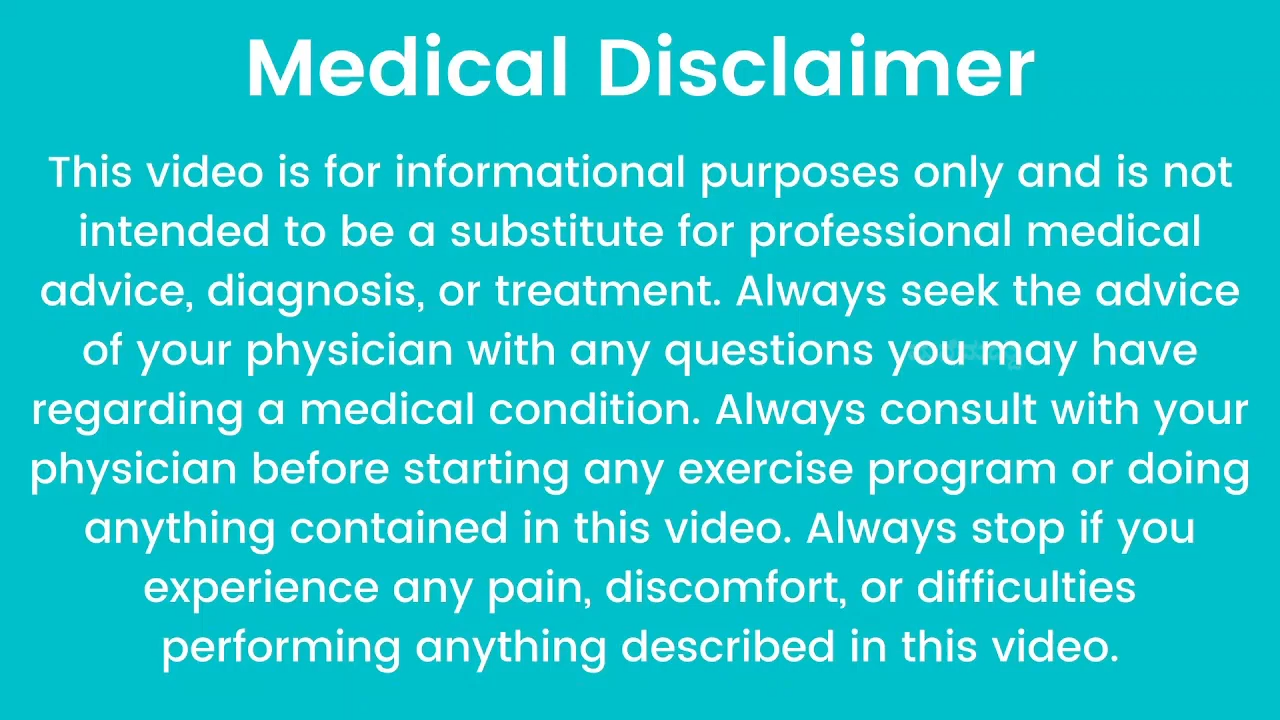 Medical Disclaimer
This video is for informational purposes only and is not
intended to be a substitute for professional medical
advice, diagnosis, or treatment. Always seek the advice
of your physician with any questions your may have
regarding a medical condition. Always consult with your
physician before starting any exercise program or doing
anything contained in this video. Always stop if you
experience any pain, discomfort, or difficulties
performing anything described in this video.